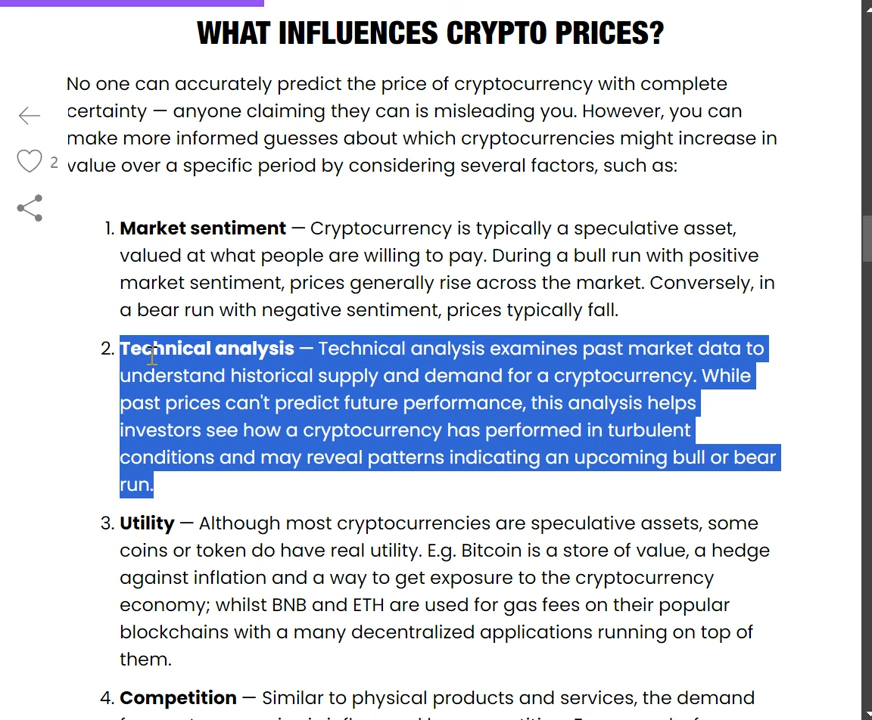 WHAT INFLUENCES CRYPTO PRICES?
No one can accurately predict the price of cryptocurrency with complete
certainty — anyone claiming they can is misleading you. However, you can
make more informed guesses about which cryptocurrencies might increase in
2 value over a specific period by considering several factors, such as:
1. Market sentiment — Cryptocurrency is typically a speculative asset,
valued at what people are willing to pay. During a bull run with positive
market sentiment, prices generally rise across the market. Conversely, in
a bear run with negative sentiment, prices typically fall.
2. Technical analysis — Technical analysis examines past market data to
understand historical supply and demand for a cryptocurrency. While
past prices can't predict future performance, this analysis helps
investors see how a cryptocurrency has performed in turbulent
conditions and may reveal patterns indicating an upcoming bull or bear
run.
3. Utility — Although most cryptocurrencies are speculative assets, some
coins or token do have real utility. E.g. Bitcoin is a store of value, a hedge
against inflation and a way to get exposure to the cryptocurrency
economy; whilst BNB and ETH are used for gas fees on their popular
blockchains with a many decentralized applications running on top of
them.
4. Competition — Similar to physical products and services, the demand